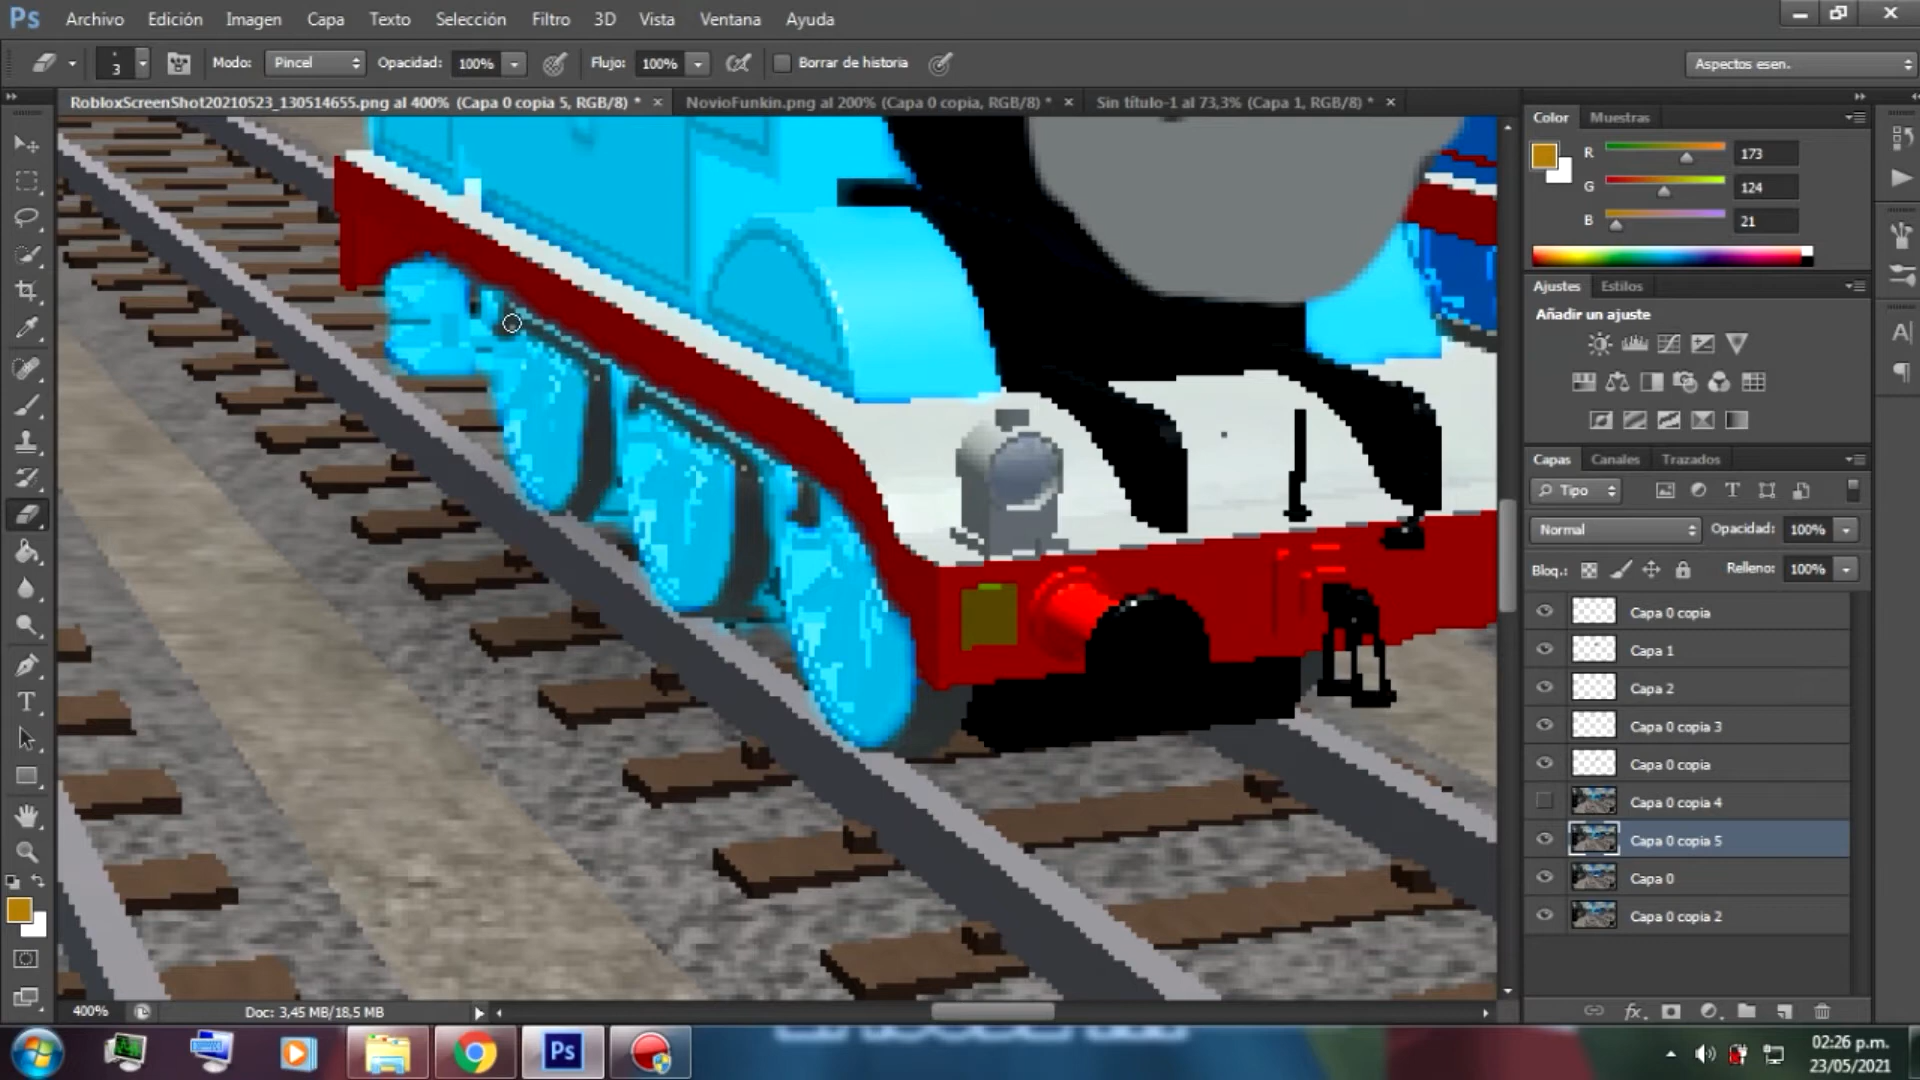 Ps Archivo Edición Imagen Capa Texto Selección Filtro 3D Vista Ventana Ayuda
3 Modo: Pincel Opacidad: 100% Flujo: 100% Borrar de historia Aspectos esen.
RobloxScreenShot20210523_130514655.png al 400% (Capa 0 copia 5, RGB/8) * NovioFunkin.png al 200% (Capa 0 copia, RGB/8) * Sin título-1 al 73,3% (Capa 1, RGB/8) *
Color Muestras
R 173
G 124
B 21
Ajustes Estilos
Añadir un ajuste
Capas Canales Trazados
Tipo
Normal Opacidad: 100%
Bloq.: Relleno: 100%
Capa 0 copia
Capa 1
Capa 2
Capa 0 copia 3
Capa 0 copia
Capa 0 copia 4
Capa 0 copia 5
Capa 0
Capa 0 copia 2
400% Doc: 3,45 MB/18,5 MB
Ps
02:26 p.m.
23/05/2021